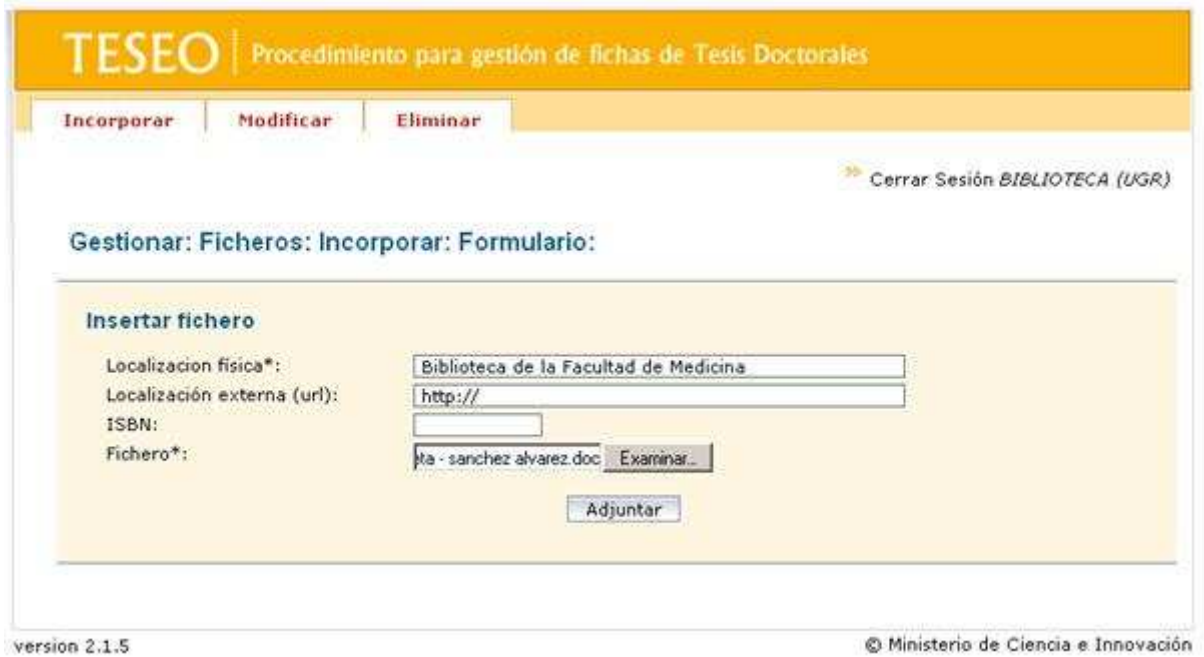 TESEO Procedimiento para gestión de fichas de Tesis Doctorales
Incorporar Modificar Eliminar
Cerrar Sesión BIBLIOTECA (UGR)
Gestionar: Ficheros: Incorporar: Formulario:
Insertar fichero
Localizacion física*: Biblioteca de la Facultad de Medicina
Localización externa (url): http://
ISBN:
Fichero*: - sanchez alvarez.doc Examinar...
Adjuntar
version 2.1.5 © Ministerio de Ciencia e Innovación